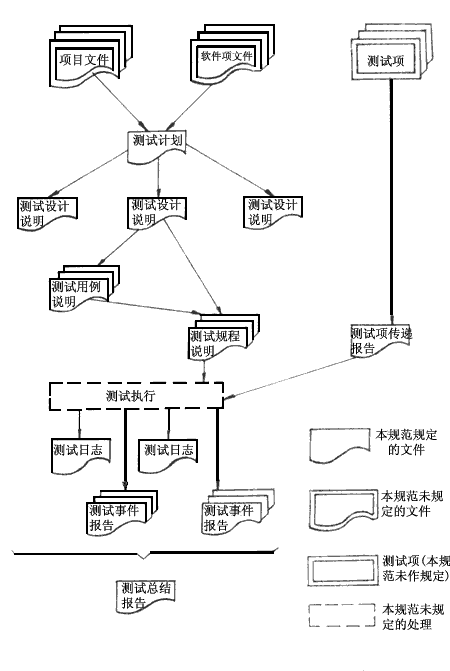 项目文件
软件项文件
测试项
测试计划
测试设计
说明
测试设计
说明
测试设计
说明
测试用例
说明
测试规程
说明
测试项传递
报告
测试执行
测试日志
测试日志
测试事件
报告
测试事件
报告
测试总结
报告
本规范规定
的文件
本规范未规
定的文件
测试项(本规
范未作规定)
本规范未规
定的处理